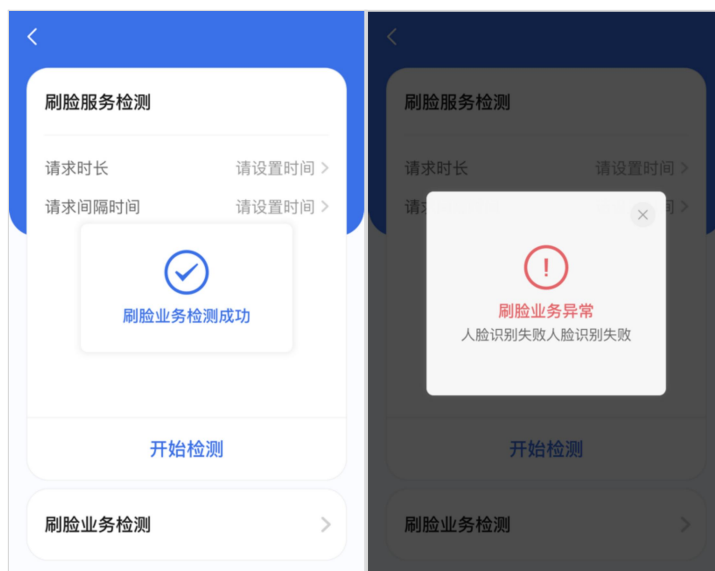 刷脸服务检测
请求时长 请设置时间
请求间隔时间 请设置时间
刷脸业务检测成功
开始检测
刷脸业务检测
刷脸服务检测
请求时长 请设置时间
请 间
刷脸业务异常
人脸识别失败人脸识别失败
开始检测
刷脸业务检测